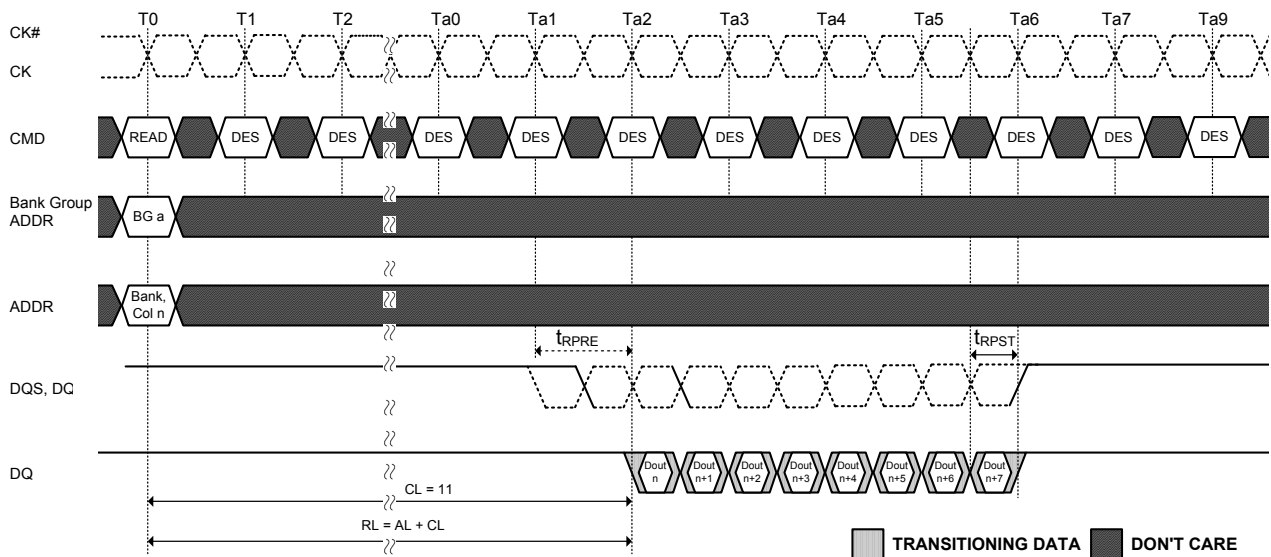 T0 T1 T2 Ta0 Ta1 Ta2 Ta3 Ta4 Ta5 Ta6 Ta7 Ta9
CK#
CK
CMD READ DES DES DES DES DES DES DES DES DES DES DES
Bank Group
ADDR
BG a
ADDR
Bank,
Col n
tRPRE tRPST
DQS, DQ
DQ
Dout n Dout n+1 Dout n+2 Dout n+3 Dout n+4 Dout n+5 Dout n+6 Dout n+7
CL = 11
RL = AL + CL
TRANSITIONING DATA DON'T CARE